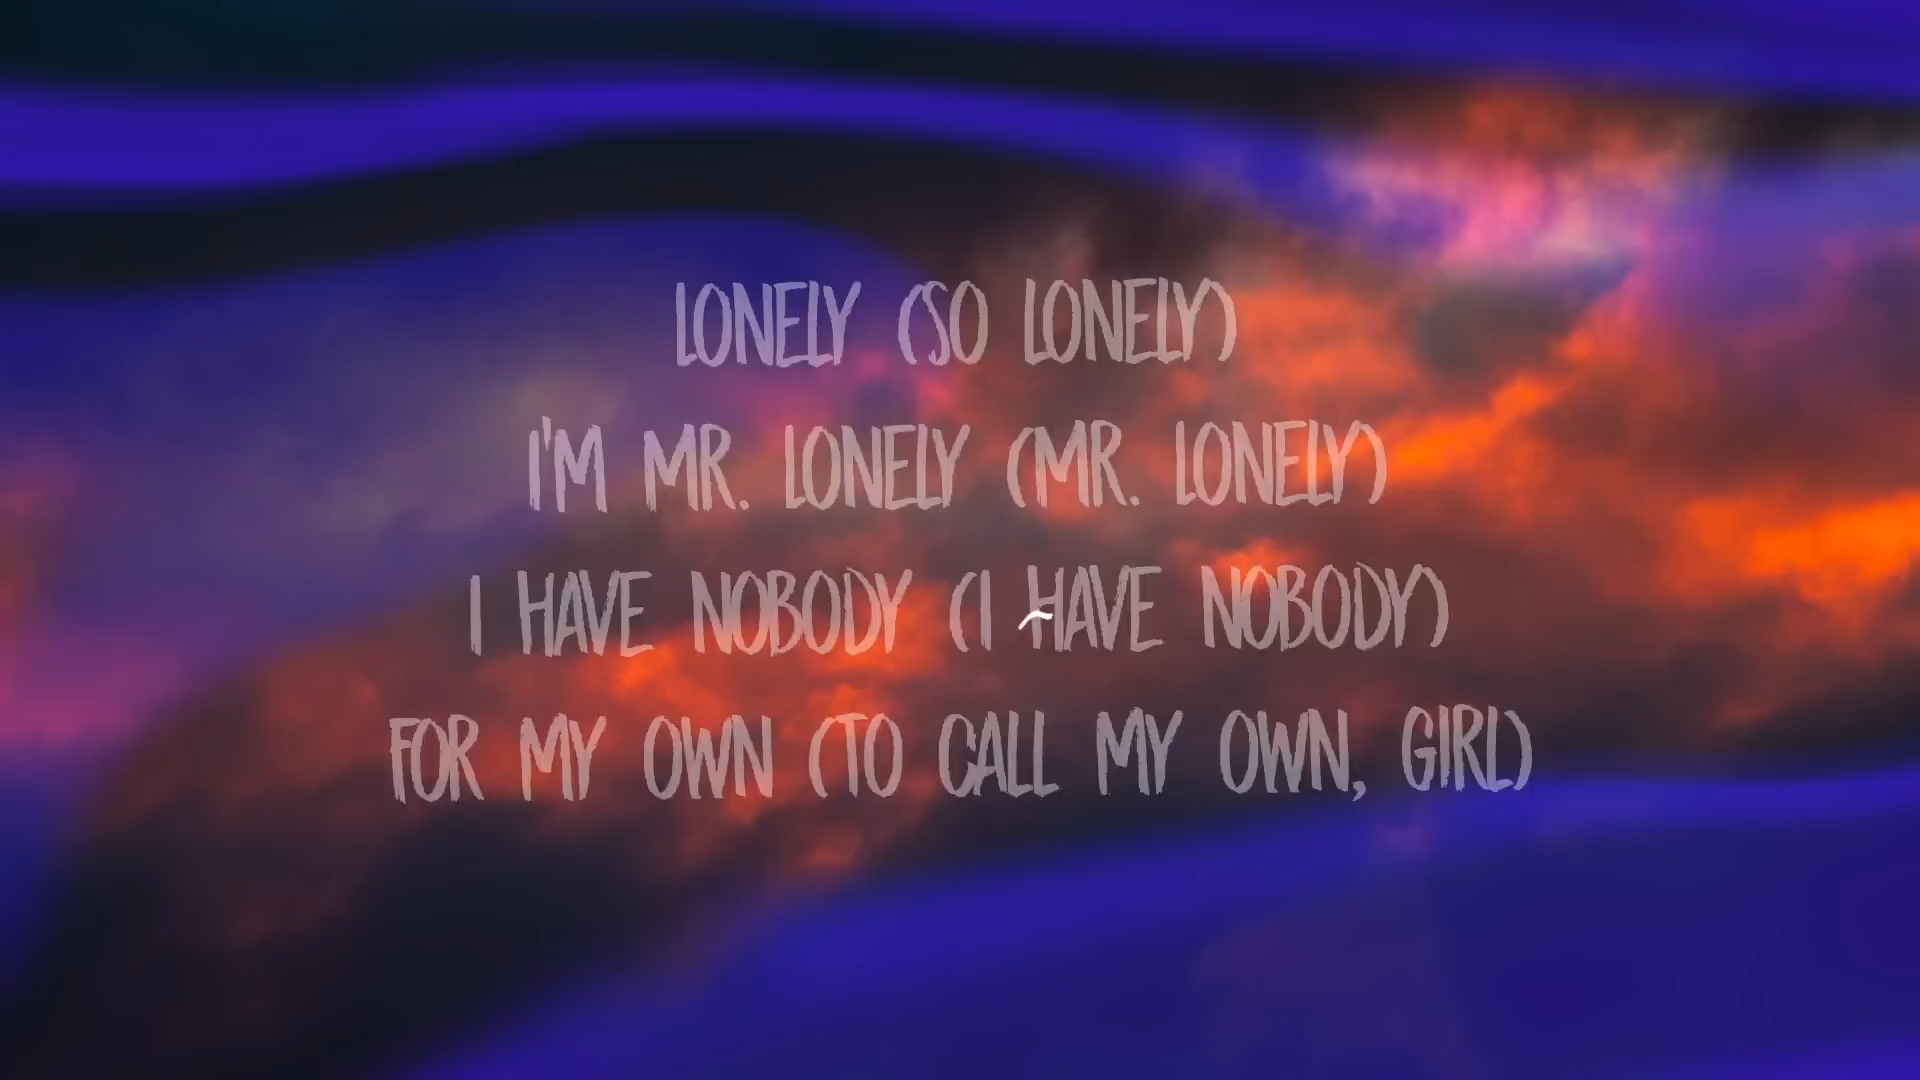 LONELY (SO LONELY)
I'M MR. LONELY (MR. LONELY)
I HAVE NOBODY (I HAVE NOBODY)
FOR MY OWN (TO CALL MY OWN, GIRL)